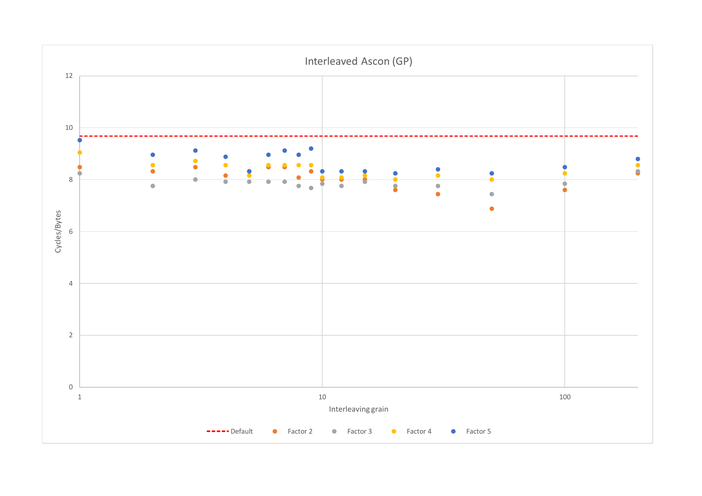 Interleaved Ascon (GP)
12
10
8
6
4
2
0
Cycles/Bytes
1
10
100
Interleaving grain
Default
Factor 2
Factor 3
Factor 4
Factor 5